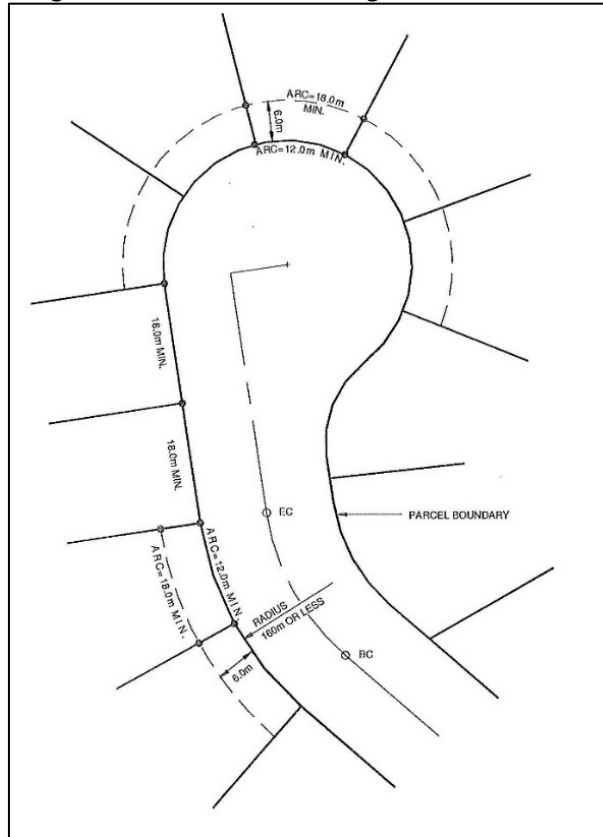 ARC=18.0m
MIN.
6.0m
ARC=12.0m MIN.
18.0m MIN.
18.0m MIN.
EC
PARCEL BOUNDARY
ARC=12.0m MIN.
ARC=18.0m MIN.
RADIUS
160m OR LESS
BC
6.0m